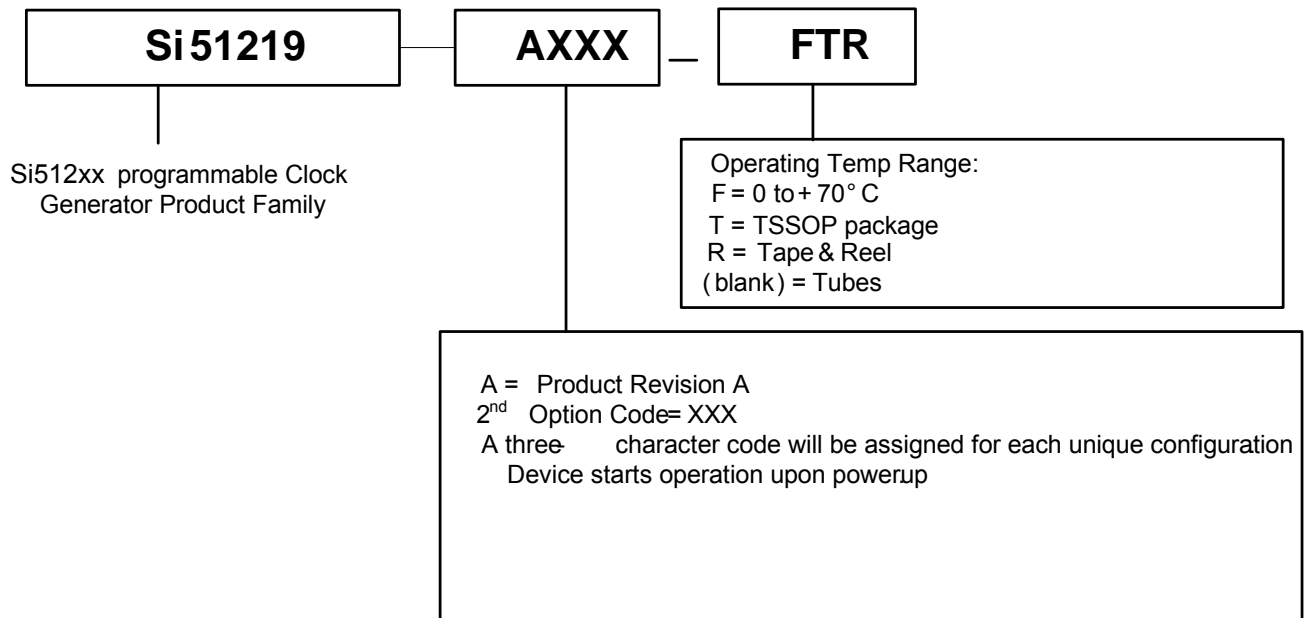 Si51219 AXXX _ FTR
Si512xx programmable Clock
Generator Product Family
Operating Temp Range:
F = 0 to + 70° C
T = TSSOP package
R = Tape & Reel
(blank) = Tubes
A = Product Revision A
2nd Option Code= XXX
A three- character code will be assigned for each unique configuration
Device starts operation upon powerup